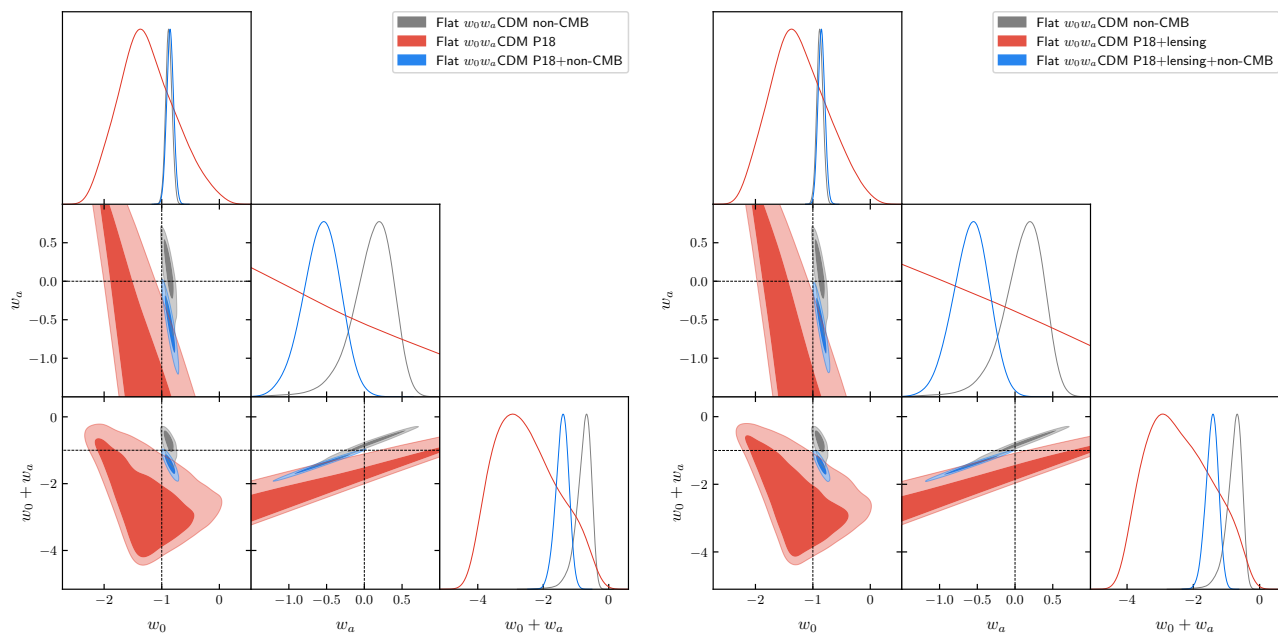 Flat w₀wₐCDM non-CMB
Flat w₀wₐCDM P18
Flat w₀wₐCDM P18+non-CMB
wₐ
0.5
0.0
−0.5
−1.0
w₀ + wₐ
0
−2
−4
−2
−1
0
w₀
−1.0
−0.5
0.0
0.5
wₐ
−4
−2
0
w₀ + wₐ
Flat w₀wₐCDM non-CMB
Flat w₀wₐCDM P18+lensing
Flat w₀wₐCDM P18+lensing+non-CMB
wₐ
0.5
0.0
−0.5
−1.0
w₀ + wₐ
0
−2
−4
−2
−1
0
w₀
−1.0
−0.5
0.0
0.5
wₐ
−4
−2
0
w₀ + wₐ